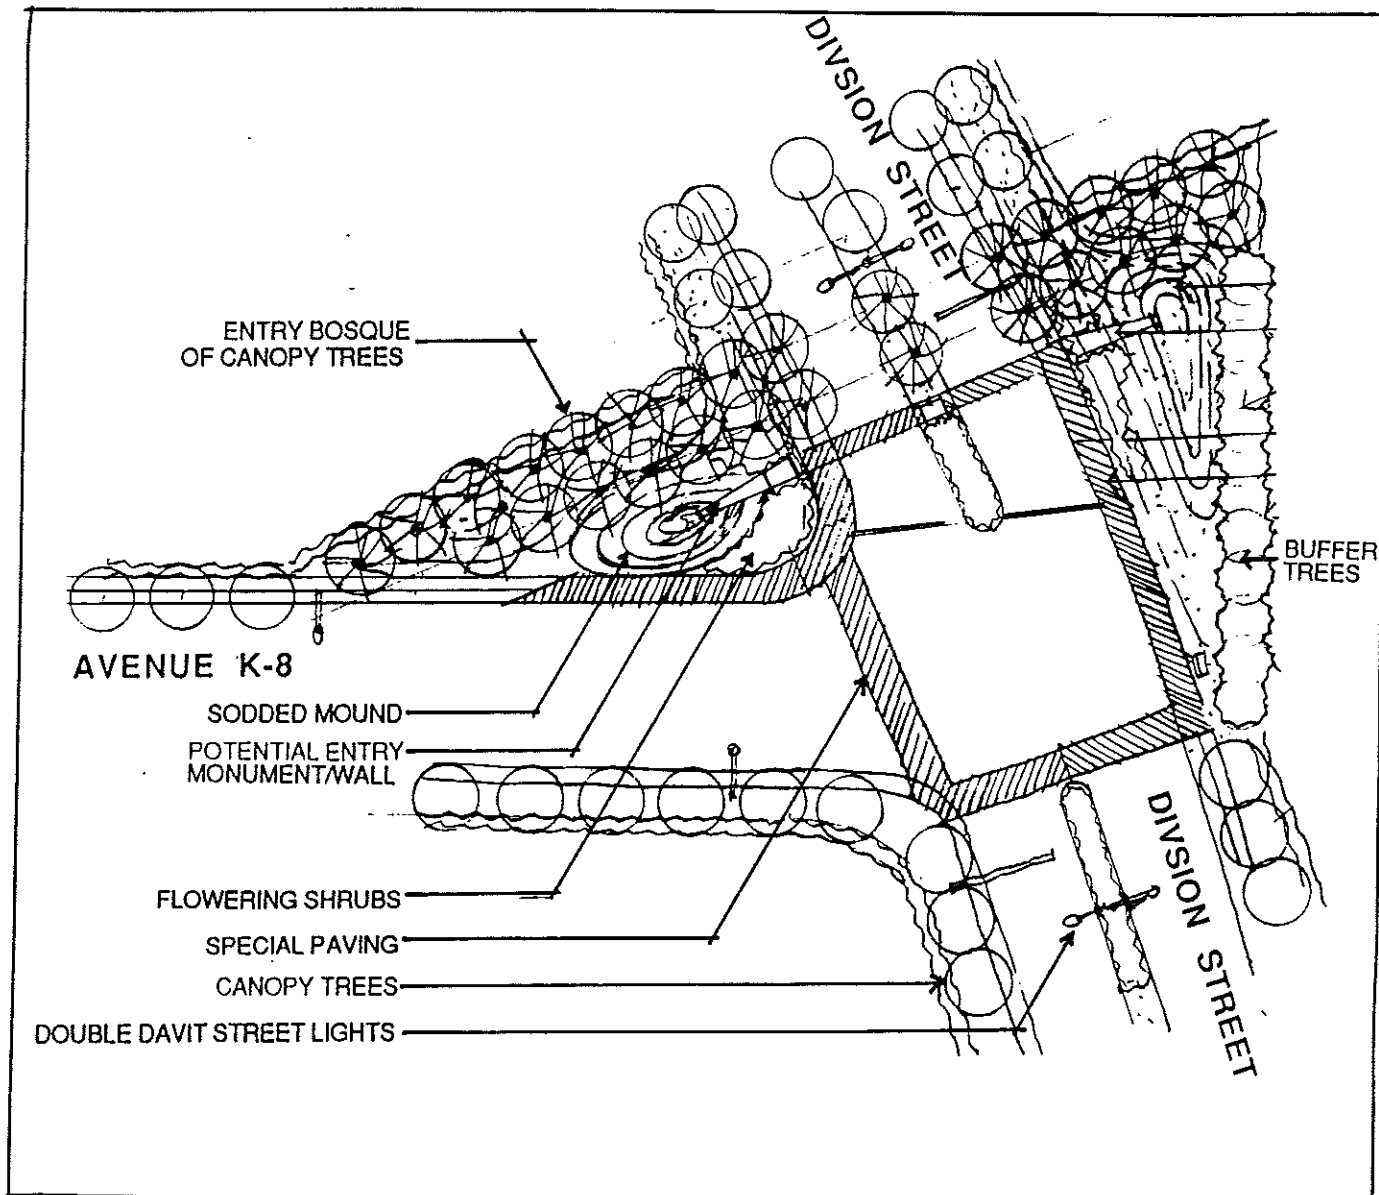 DIVSION STREET
ENTRY BOSQUE
OF CANOPY TREES
BUFFER
TREES
AVENUE K-8
SODDED MOUND
POTENTIAL ENTRY
MONUMENT/WALL
FLOWERING SHRUBS
SPECIAL PAVING
CANOPY TREES
DOUBLE DAVIT STREET LIGHTS
DIVSION STREET